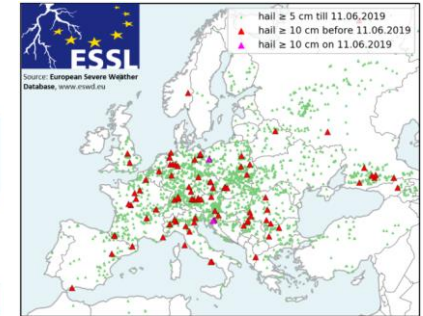 ESSL
Source: European Severe Weather
Database, www.eswd.eu
hail ≥ 5 cm till 11.06.2019
hail ≥ 10 cm before 11.06.2019
hail ≥ 10 cm on 11.06.2019